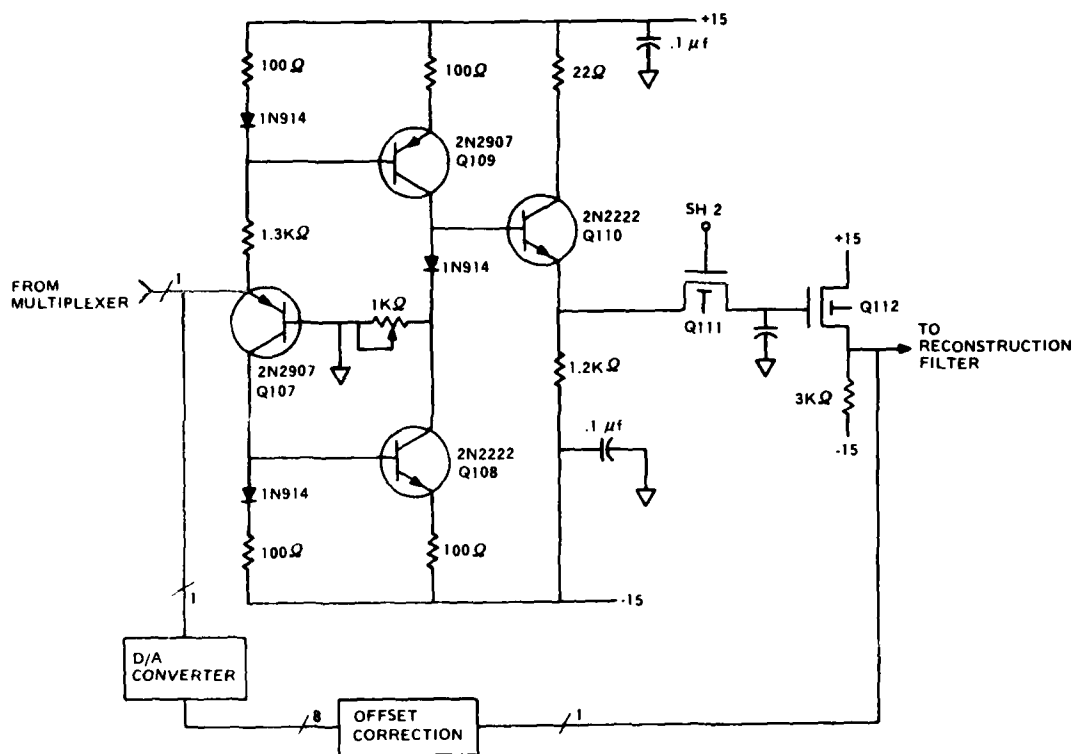 +15
.1 µf
100Ω
100Ω
22Ω
1N914
2N2907
Q109
SH 2
2N2222
Q110
1.3KΩ
+15
FROM
MULTIPLEXER
1
1N914
1KΩ
Q111
Q112
TO
RECONSTRUCTION
FILTER
2N2907
Q107
1.2KΩ
3KΩ
-15
.1 µf
2N2222
Q108
1N914
100Ω
100Ω
-15
1
D/A
CONVERTER
8
OFFSET
CORRECTION
1